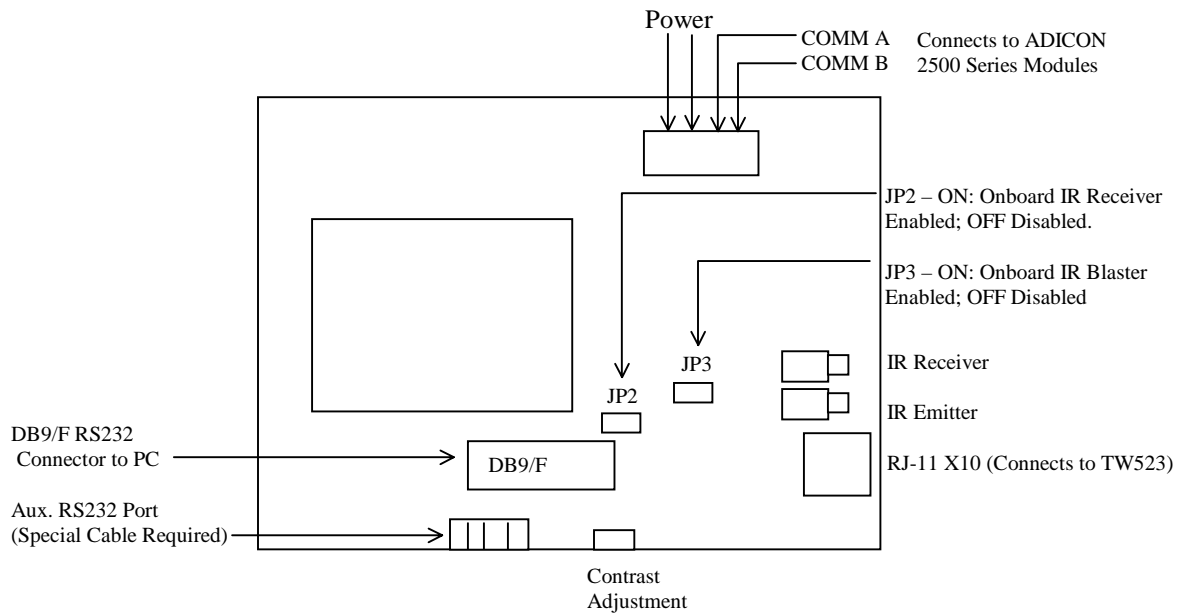 Power
COMM A
COMM B
Connects to ADICON
2500 Series Modules
JP2 – ON: Onboard IR Receiver
Enabled; OFF Disabled.
JP3 – ON: Onboard IR Blaster
Enabled; OFF Disabled
JP3
JP2
IR Receiver
IR Emitter
DB9/F RS232
Connector to PC
DB9/F
RJ-11 X10 (Connects to TW523)
Aux. RS232 Port
(Special Cable Required)
Contrast
Adjustment